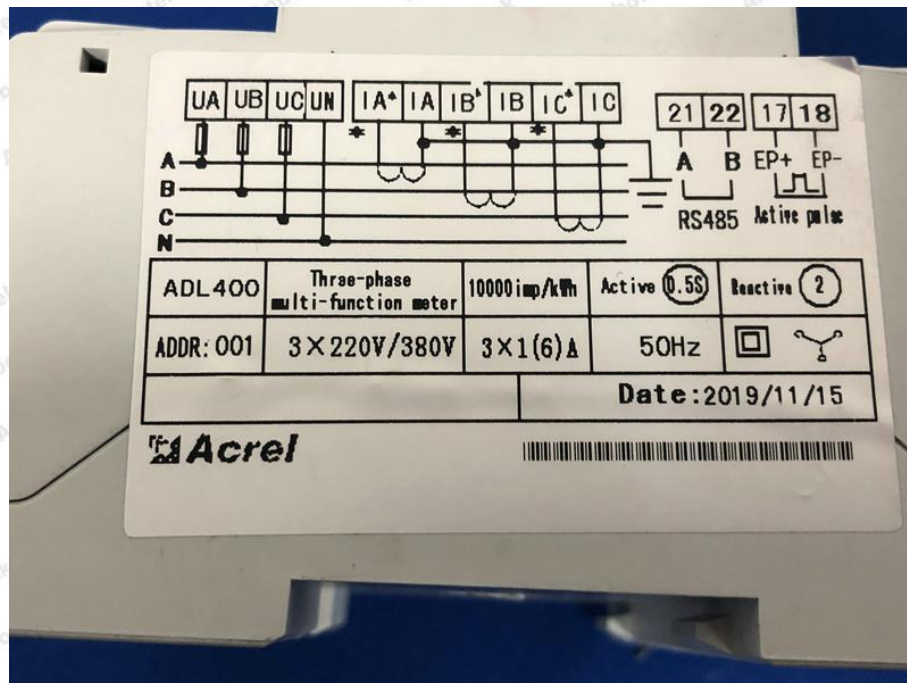 UA UB UC UN IA* IA IB* IB IC* IC
21 22 17 18
* * *
A B EP+ EP-
RS485 Active pulse
A
B
C
N
ADL400 Three-phase multi-function meter 10000imp/kWh Active 0.5S Reactive 2
ADDR: 001 3×220V/380V 3×1(6)A 50Hz
Date:2019/11/15
Acrel